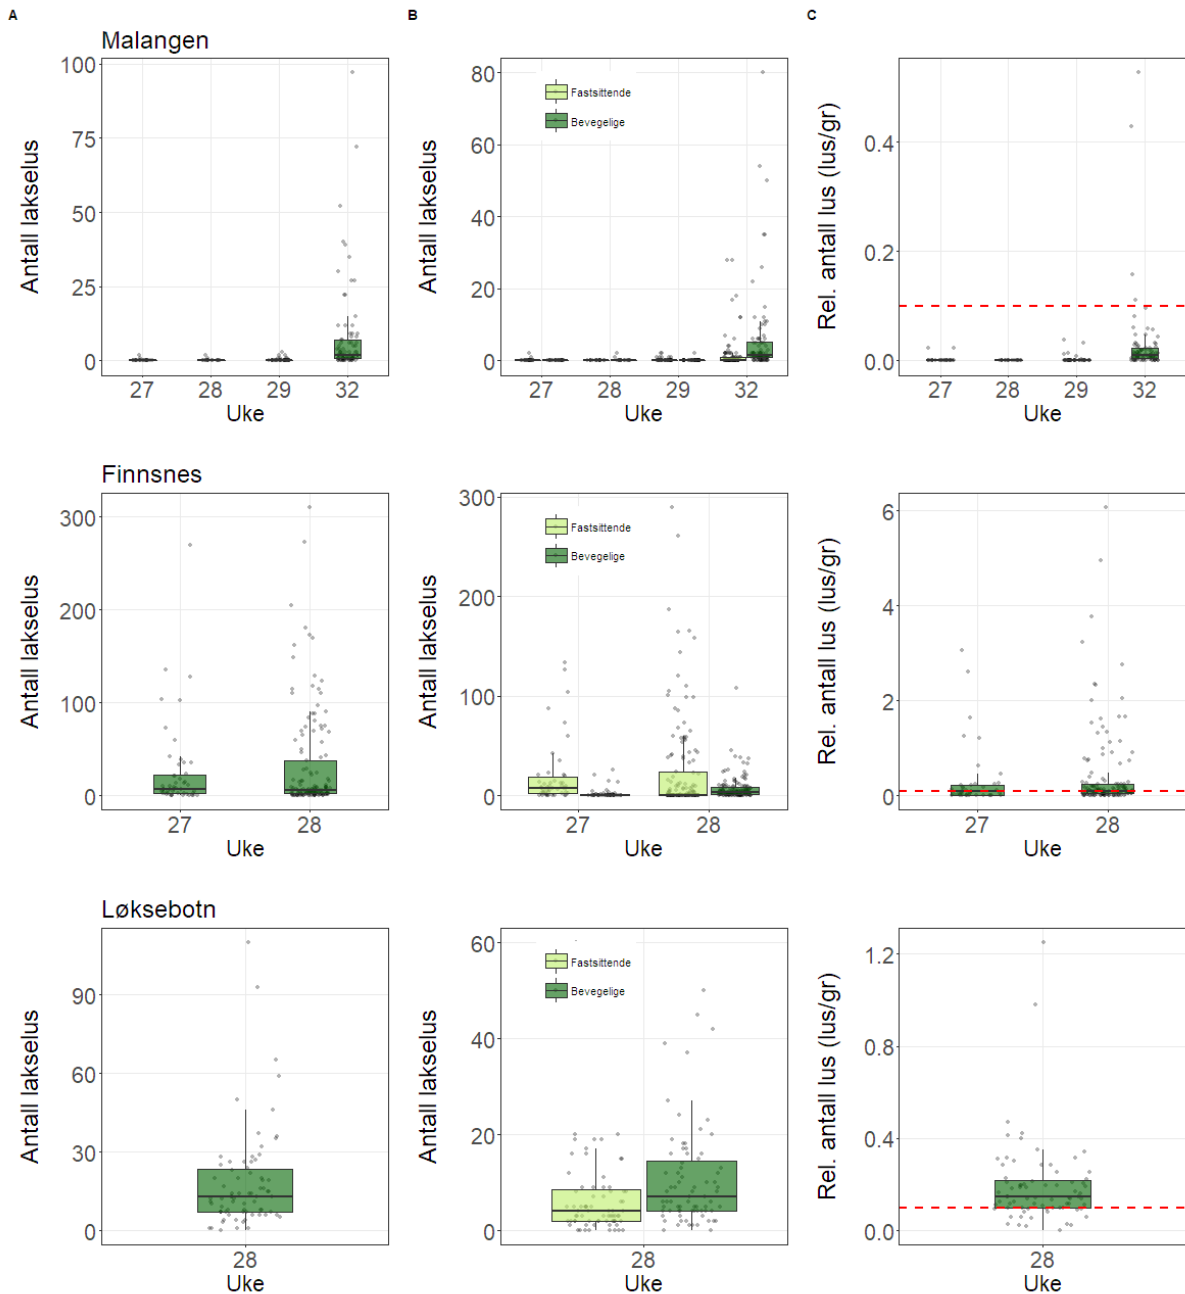 A
B
C
Malangen
Antall lakselus
100
75
50
25
0
27
28
29
32
Uke
Antall lakselus
80
60
40
20
0
Fastsittende
Bevegelige
27
28
29
32
Uke
Rel. antall lus (lus/gr)
0.4
0.2
0.0
27
28
29
32
Uke
Finnsnes
Antall lakselus
300
200
100
0
27
28
Uke
Antall lakselus
300
200
100
0
Fastsittende
Bevegelige
27
28
Uke
Rel. antall lus (lus/gr)
6
4
2
0
27
28
Uke
Løksebotn
Antall lakselus
90
60
30
0
28
Uke
Antall lakselus
60
40
20
0
Fastsittende
Bevegelige
28
Uke
Rel. antall lus (lus/gr)
1.2
0.8
0.4
0.0
28
Uke